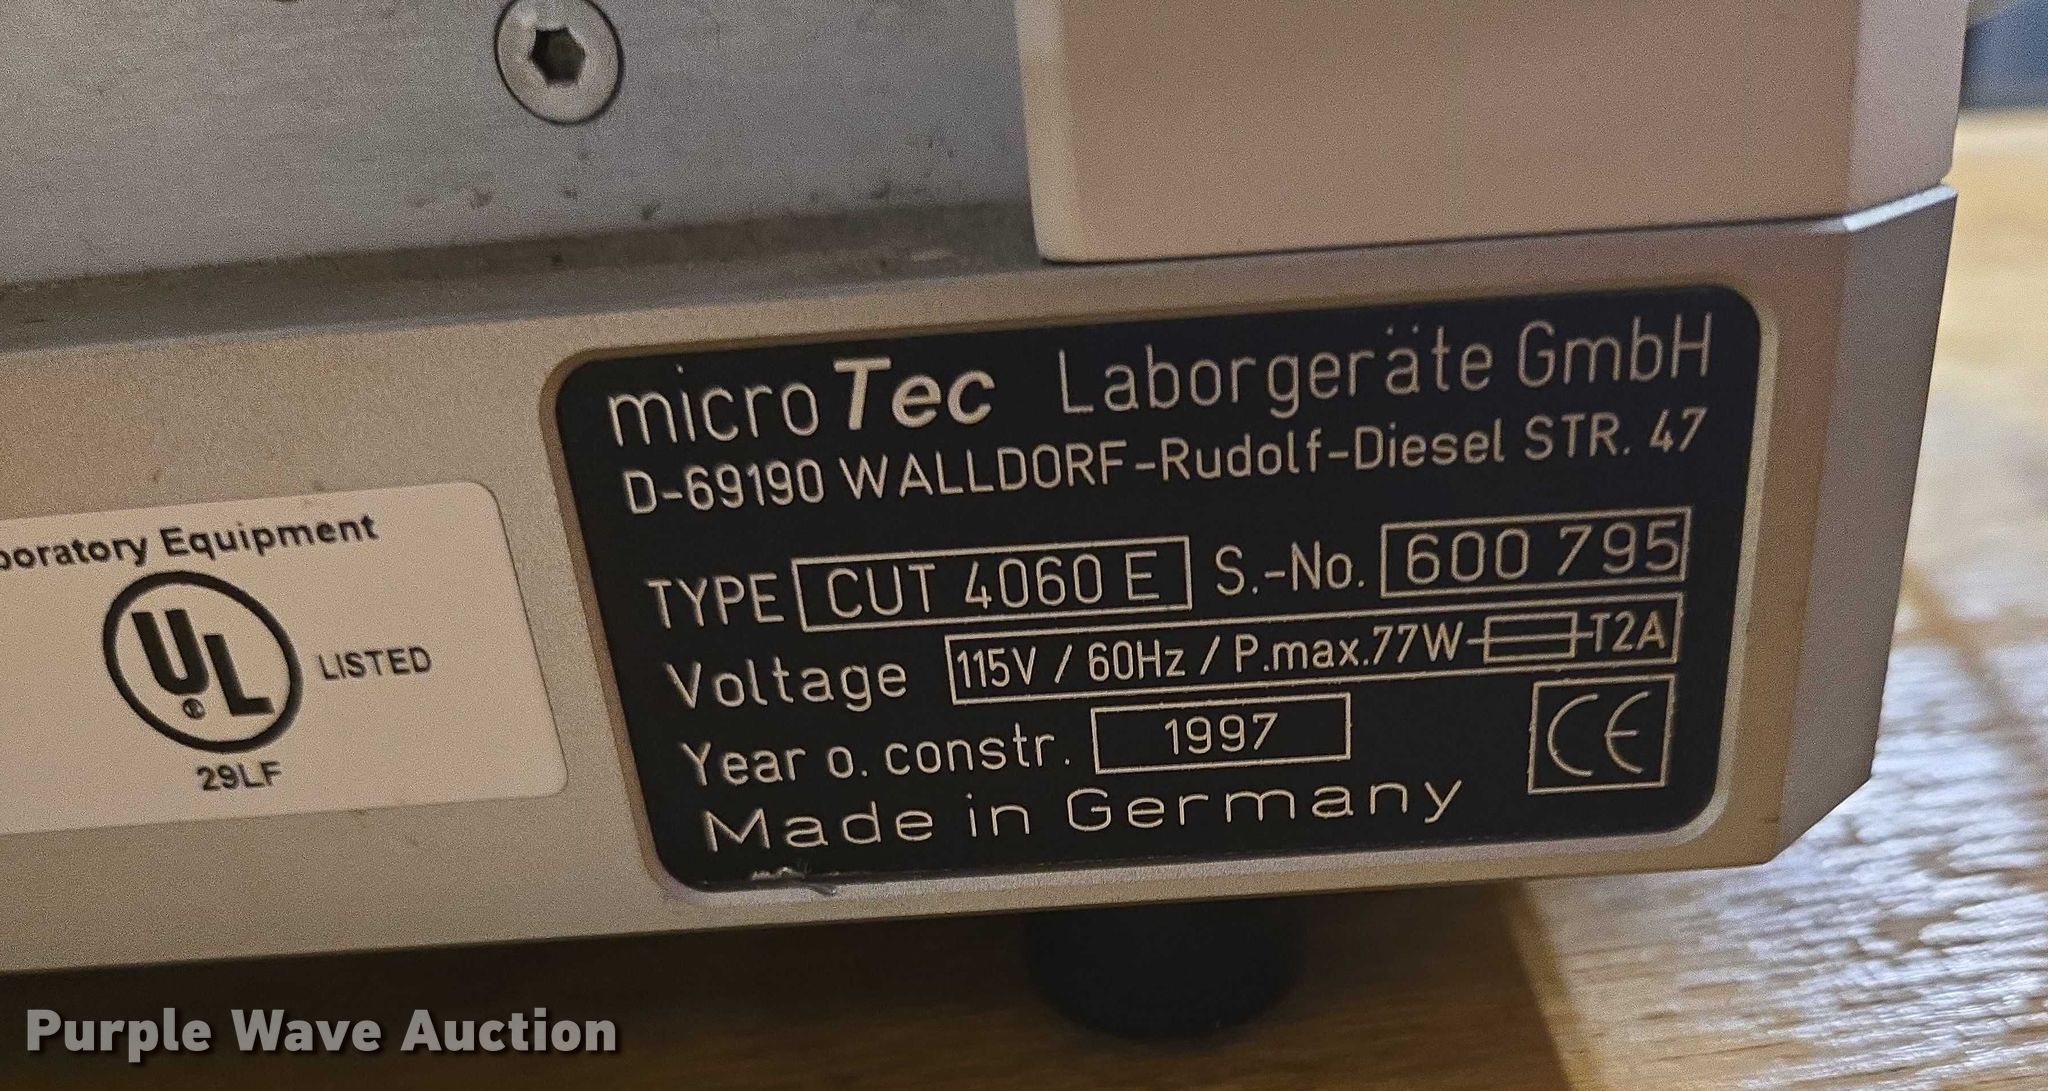 microTec Laborgeräte GmbH
D-69190 WALLDORF-Rudolf-Diesel STR. 47
TYPE CUT 4060 E S.-No. 600 795
Voltage 115V / 60Hz / P.max.77W T2A
Year o. constr. 1997
Made in Germany
CE
boratory Equipment
UL ® LISTED
29LF
Purple Wave Auction